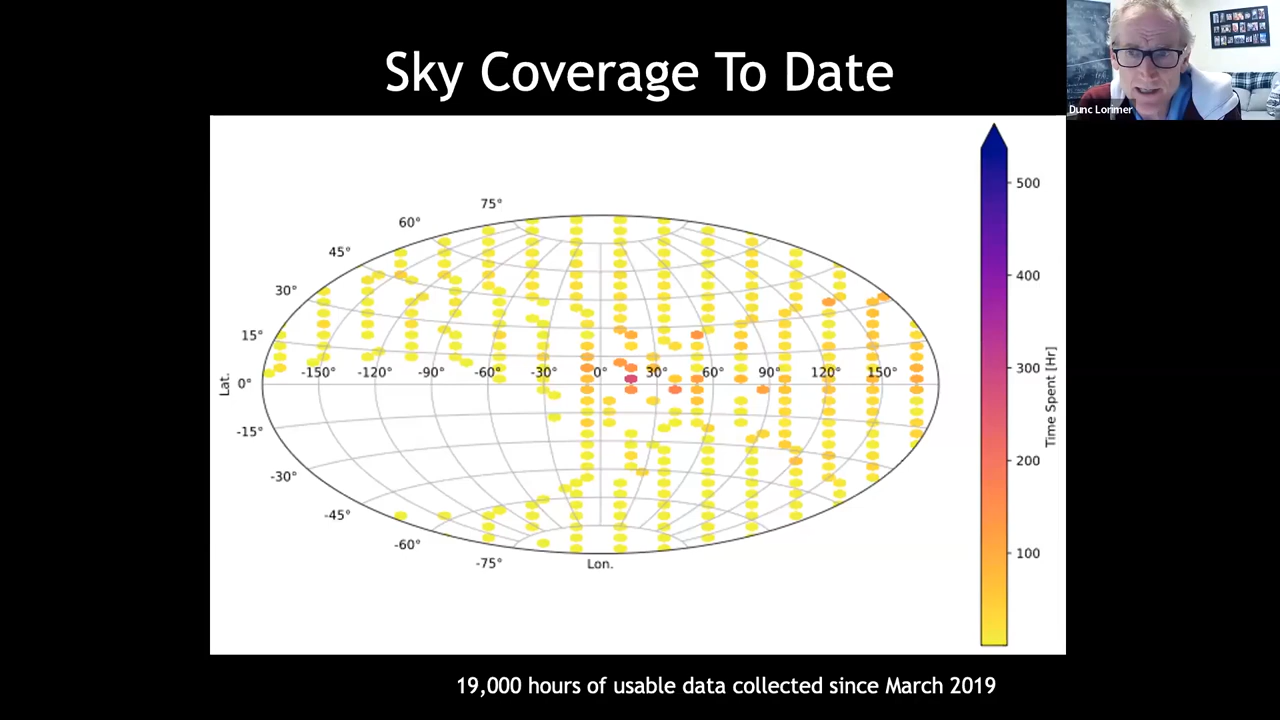 Sky Coverage To Date
Dunc Lorimer
75°
60°
45°
30°
15°
0°
-15°
-30°
-45°
-60°
-75°
Lat.
-150° -120° -90° -60° -30° 0° 30° 60° 90° 120° 150°
Lon.
500
400
300
200
100
Time Spent [Hr]
19,000 hours of usable data collected since March 2019